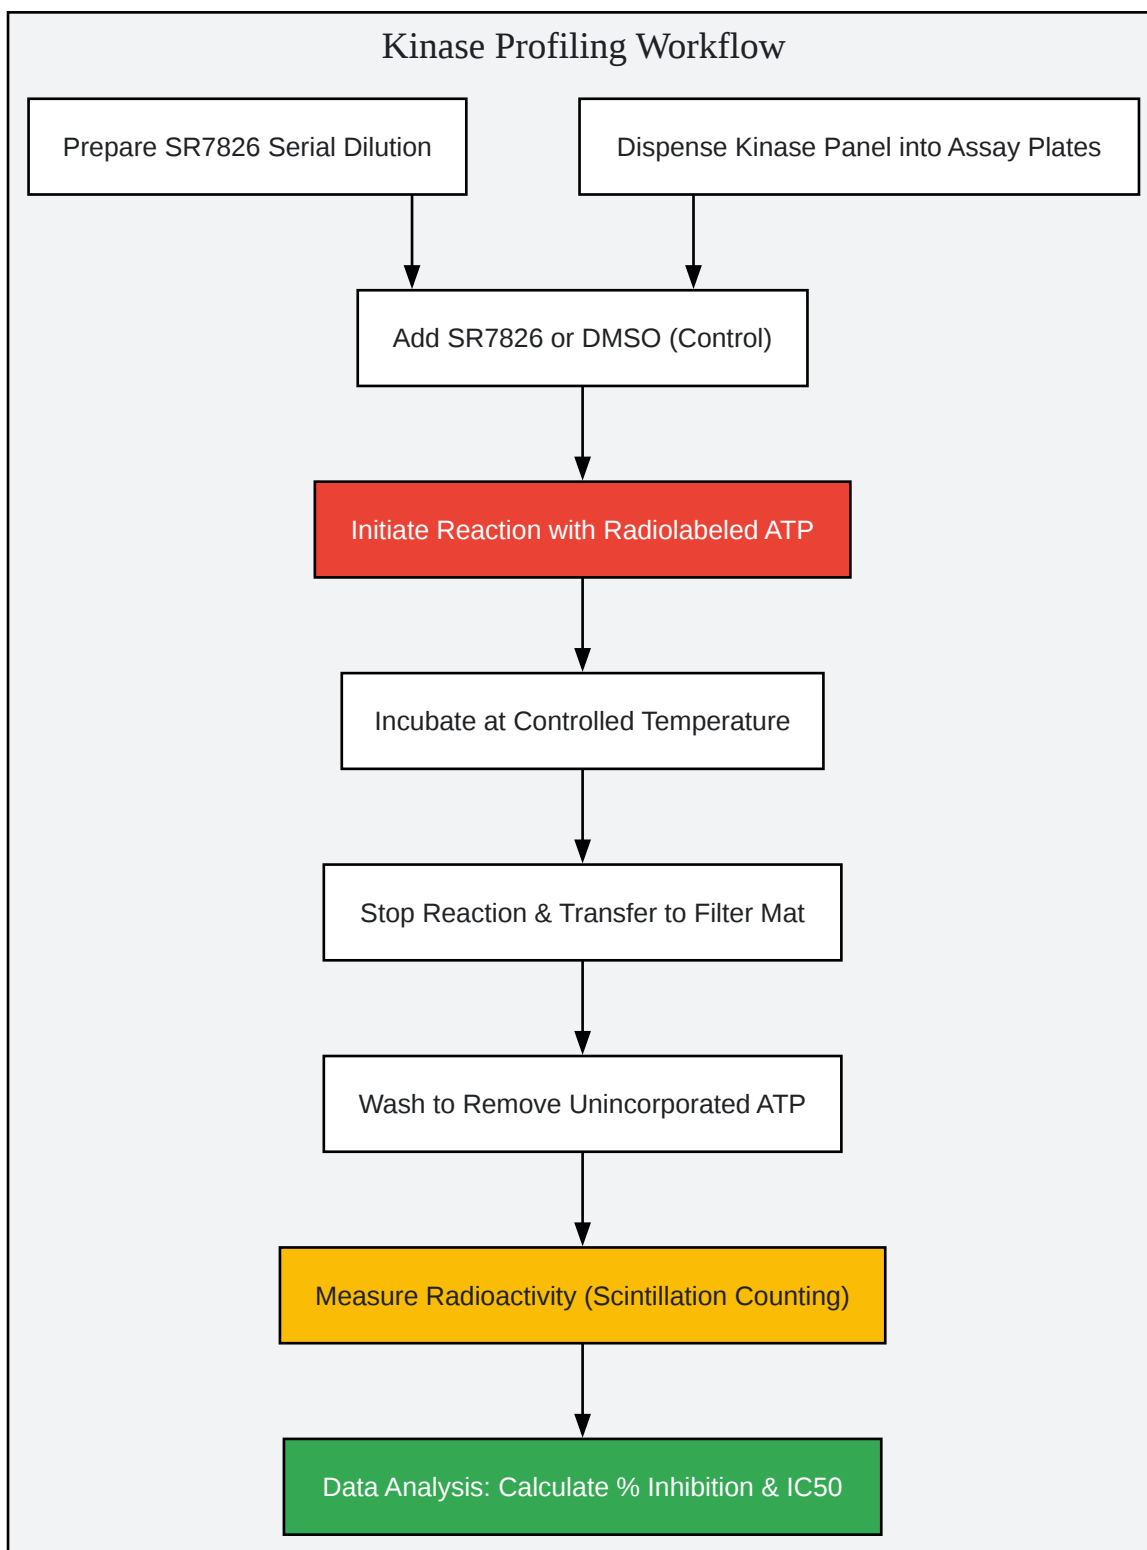 Kinase Profiling Workflow
Prepare SR7826 Serial Dilution
Dispense Kinase Panel into Assay Plates
Add SR7826 or DMSO (Control)
Initiate Reaction with Radiolabeled ATP
Incubate at Controlled Temperature
Stop Reaction & Transfer to Filter Mat
Wash to Remove Unincorporated ATP
Measure Radioactivity (Scintillation Counting)
Data Analysis: Calculate % Inhibition & IC50